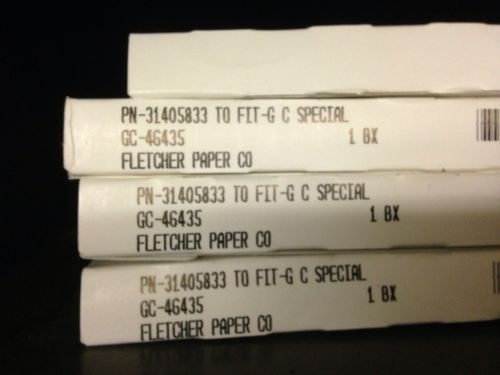 PN-31405833 TO FIT-G C SPECIAL
GC-46435 1 BX
FLETCHER PAPER CO
PN-31405833 TO FIT-G C SPECIAL
GC-46435 1 BX
FLETCHER PAPER CO
PN-31405833 TO FIT-G C SPECIAL
GC-46435 1 BX
FLETCHER PAPER CO